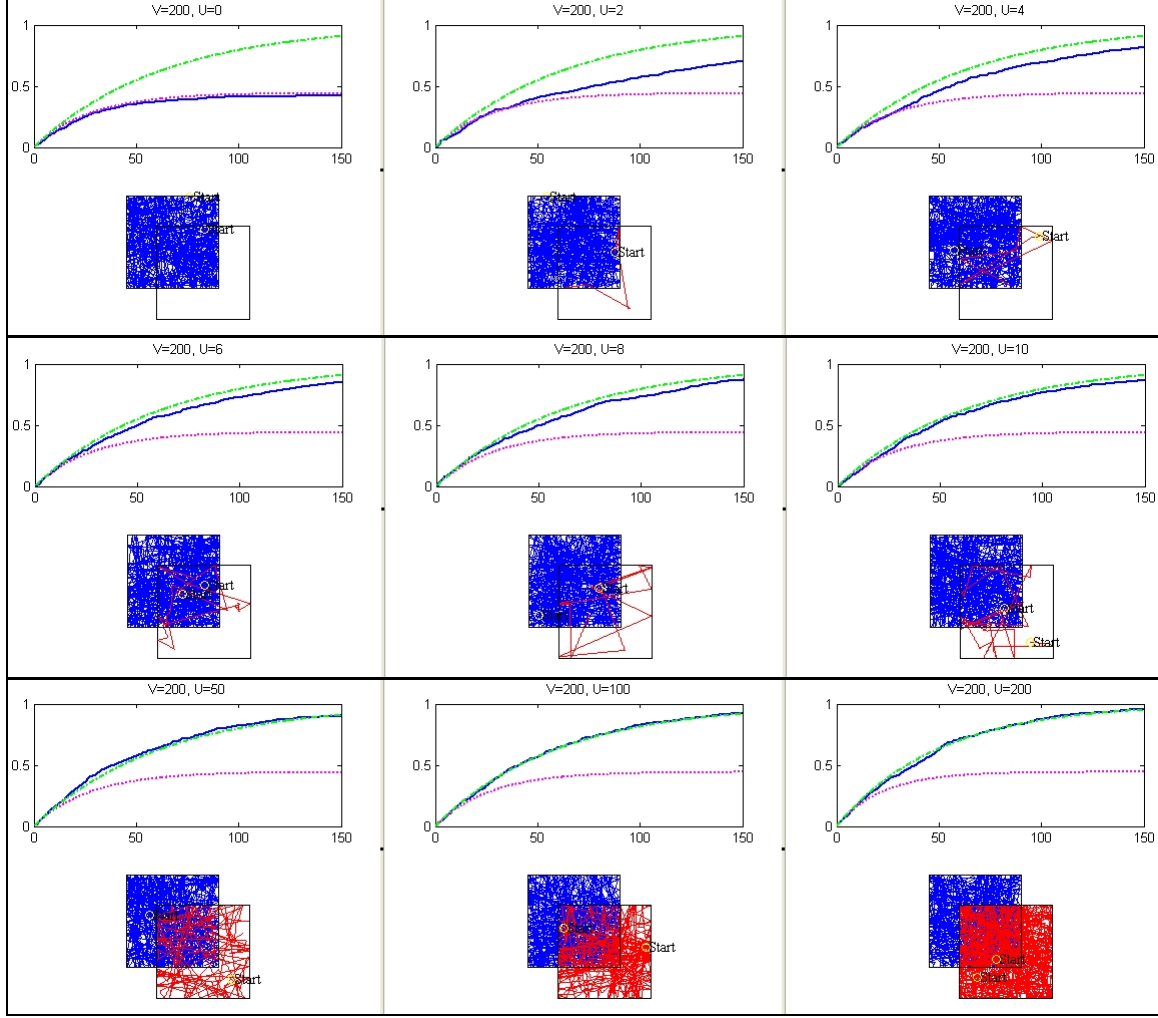 V=200, U=0
1
0.5
0
0 50 100 150
Start
Start
V=200, U=2
1
0.5
0
0 50 100 150
Start
Start
V=200, U=4
1
0.5
0
0 50 100 150
Start
Start
V=200, U=6
1
0.5
0
0 50 100 150
Start
Start
V=200, U=8
1
0.5
0
0 50 100 150
Start
Start
V=200, U=10
1
0.5
0
0 50 100 150
Start
Start
V=200, U=50
1
0.5
0
0 50 100 150
Start
Start
V=200, U=100
1
0.5
0
0 50 100 150
Start
Start
V=200, U=200
1
0.5
0
0 50 100 150
Start
Start